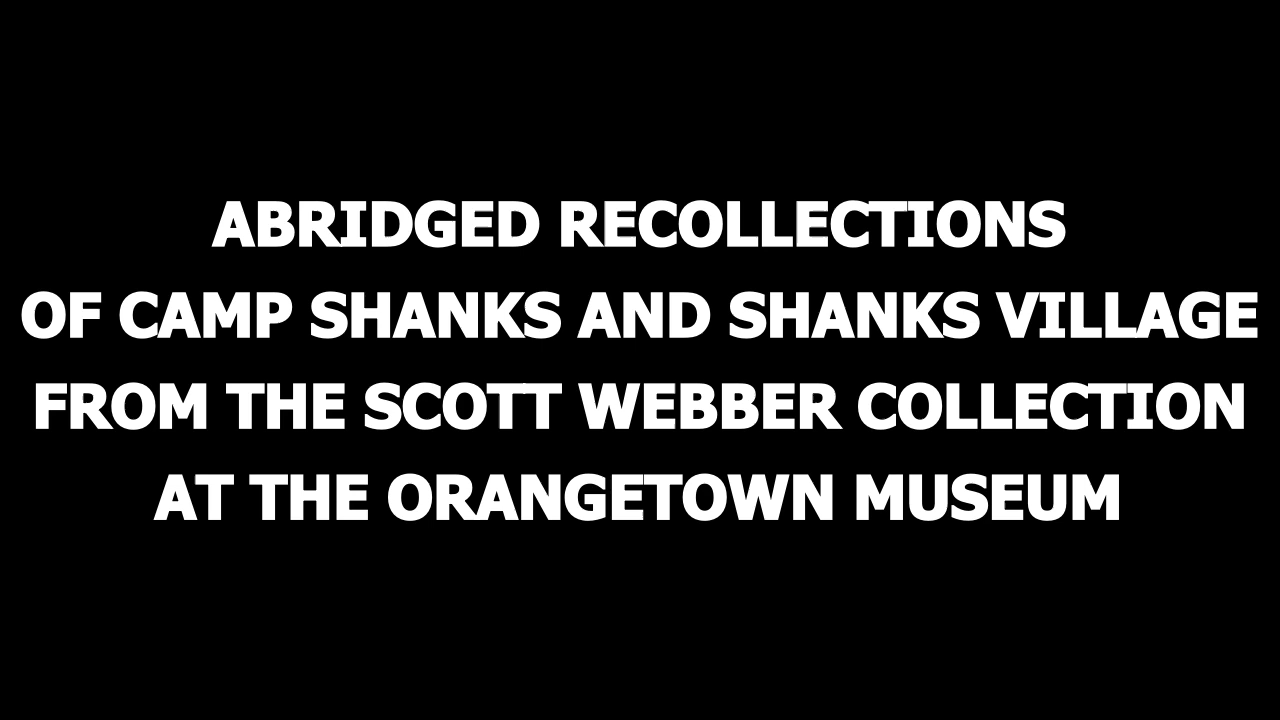 ABRIDGED RECOLLECTIONS
OF CAMP SHANKS AND SHANKS VILLAGE
FROM THE SCOTT WEBBER COLLECTION
AT THE ORANGETOWN MUSEUM